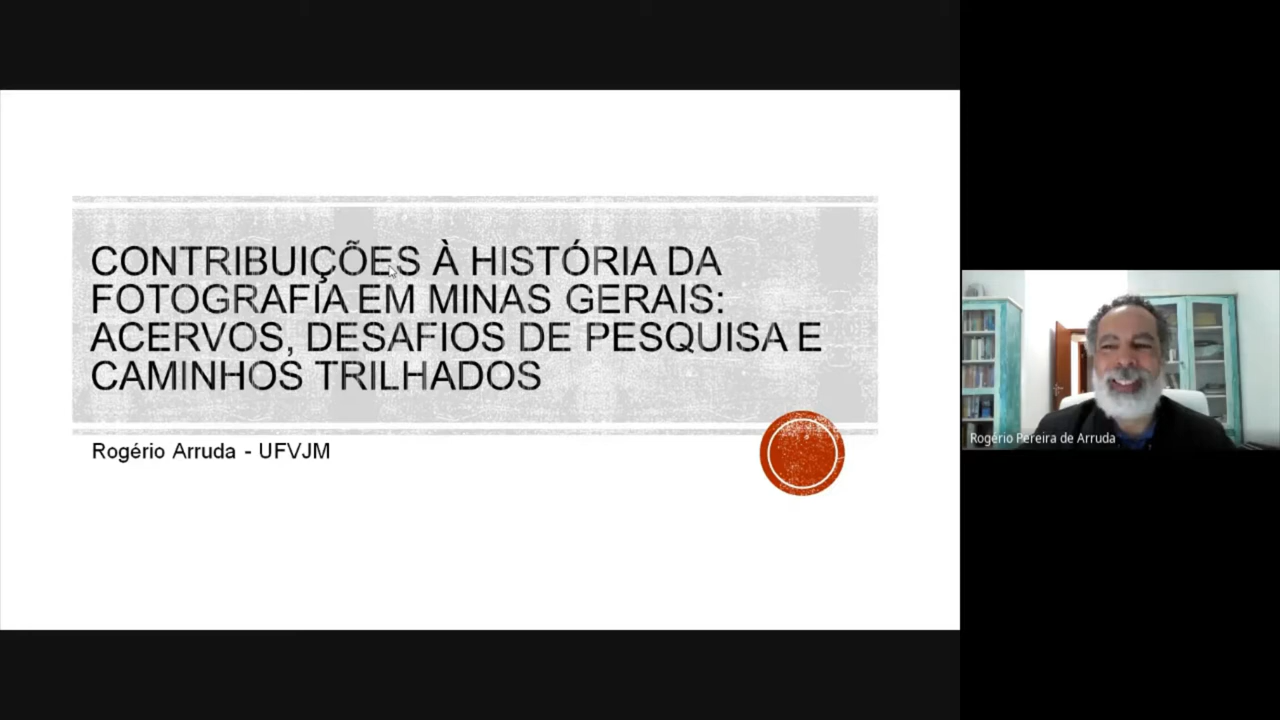 CONTRIBUIÇÕES À HISTÓRIA DA
FOTOGRAFIA EM MINAS GERAIS:
ACERVOS, DESAFIOS DE PESQUISA E
CAMINHOS TRILHADOS
Rogério Arruda - UFVJM
Rogério Pereira de Arruda